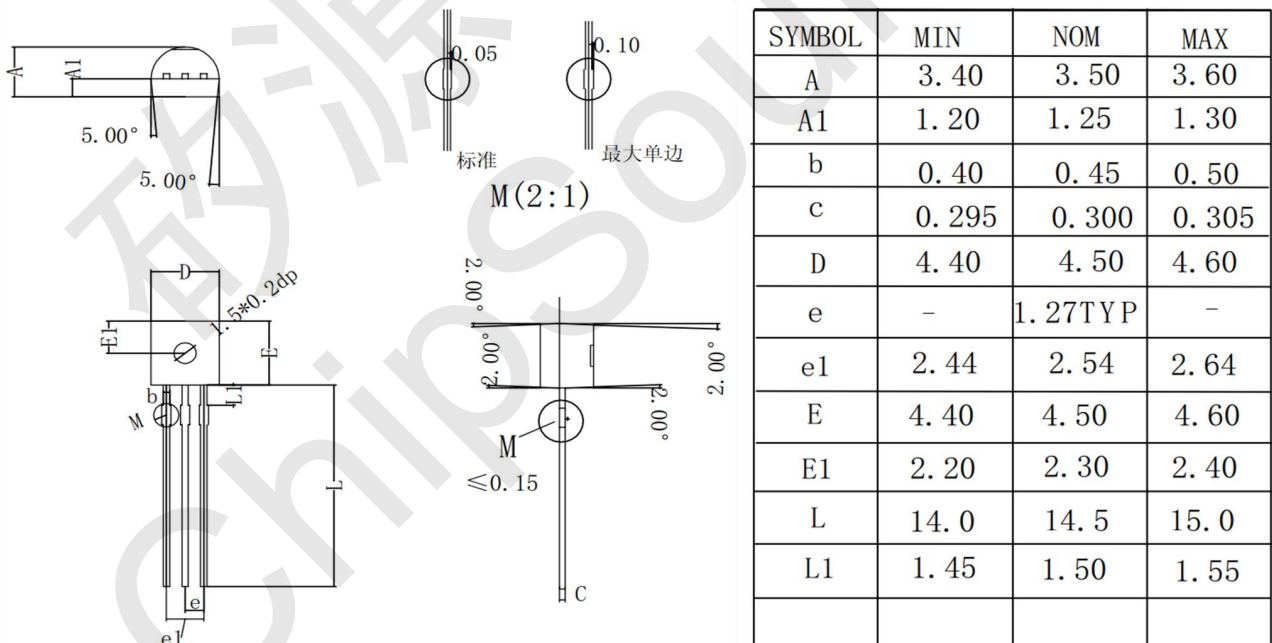 A
A1
5.00°
5.00°
0.05
0.10
标准
最大单边
M(2:1)
D
1.5*0.2dp
E1
E
b
L1
M
L
e
e1
2.00°
2.00°
2.00°
2.00°
M
≤0.15
C
SYMBOL MIN NOM MAX
A 3.40 3.50 3.60
A1 1.20 1.25 1.30
b 0.40 0.45 0.50
c 0.295 0.300 0.305
D 4.40 4.50 4.60
e - 1.27TYP -
e1 2.44 2.54 2.64
E 4.40 4.50 4.60
E1 2.20 2.30 2.40
L 14.0 14.5 15.0
L1 1.45 1.50 1.55
矽源
ChipSour